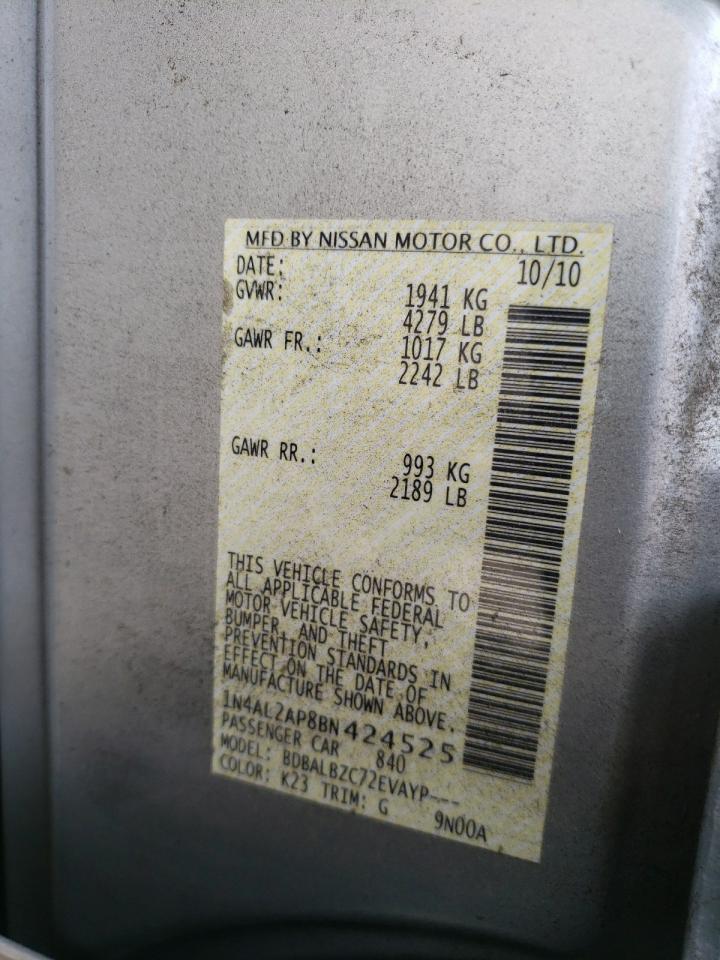 MFD BY NISSAN MOTOR CO., LTD.
DATE: 10/10
GVWR: 1941 KG
4279 LB
GAWR FR.: 1017 KG
2242 LB
GAWR RR.: 993 KG
2189 LB
THIS VEHICLE CONFORMS TO
ALL APPLICABLE FEDERAL
MOTOR VEHICLE SAFETY,
BUMPER, AND THEFT
PREVENTION STANDARDS IN
EFFECT ON THE DATE OF
MANUFACTURE SHOWN ABOVE.
1N4AL2AP8BN424525
PASSENGER CAR 840
MODEL: BDBALBZC72EVAYP---
COLOR: K23 TRIM: G 9N00A